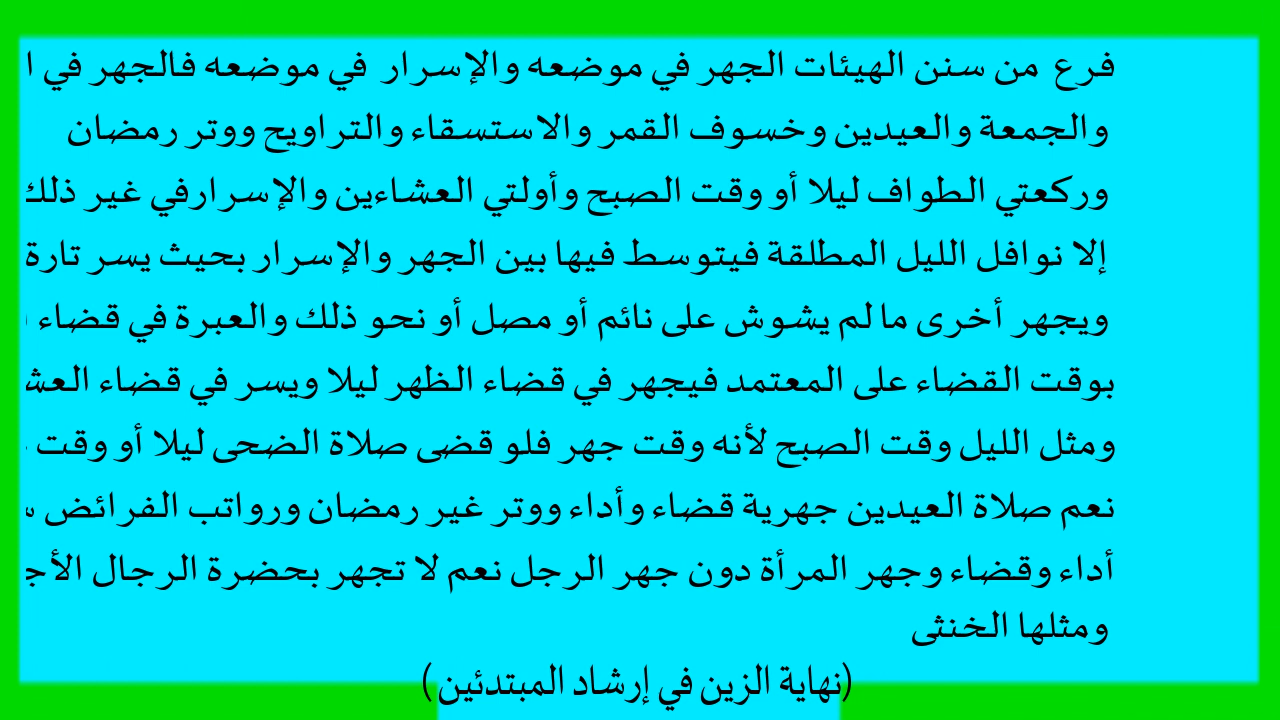 فرع من سنن الهيئات الجهر في موضعه والإسرار في موضعه فالجهر في
والجمعة والعيدين وخسوف القمر والاستسقاء والتراويح ووتر رمضان
وركعتي الطواف ليلا أو وقت الصبح وأولتي العشاءين والإسرارفي غير ذلك
إلا نوافل الليل المطلقة فيتوسط فيها بين الجهر والإسرار بحيث يسر تارة
ويجهر أخرى ما لم يشوش على نائم أو مصل أو نحو ذلك والعبرة في قضاء
بوقت القضاء على المعتمد فيجهر في قضاء الظهر ليلا ويسر في قضاء
ومثل الليل وقت الصبح لأنه وقت جهر فلو قضى صلاة الضحى ليلا أو وقت
نعم صلاة العيدين جهرية قضاء وأداء ووتر غير رمضان ورواتب الفرائض
أداء وقضاء وجهر المرأة دون جهر الرجل نعم لا تجهر بحضرة الرجال
ومثلها الخنثى
(نهاية الزين في إرشاد المبتدئين)